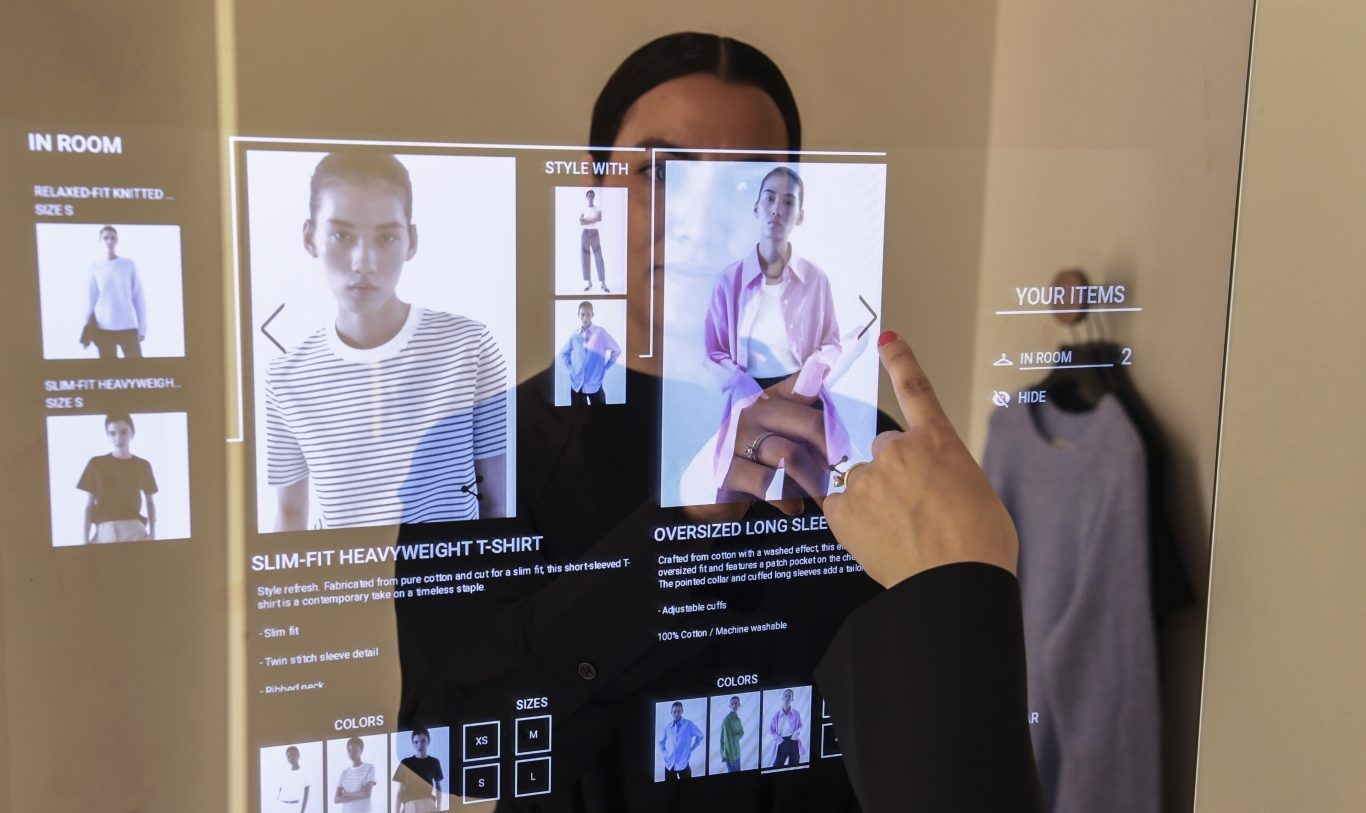 IN ROOM
RELAXED-FIT KNITTED ...
SIZE S
SLIM-FIT HEAVYWEIGH...
SIZE S
STYLE WITH
SLIM-FIT HEAVYWEIGHT T-SHIRT
Style refresh. Fabricated from pure cotton and cut for a slim fit, this short-sleeved T-
shirt is a contemporary take on a timeless staple.
- Slim fit
- Twin stitch sleeve detail
- Ribbed neck
COLORS
SIZES
XS
M
S
L
OVERSIZED LONG
Crafted from cotton with a washed effect, this
oversized fit and features a patch pocket on the
The pointed collar and cuffed long sleeves add a
- Adjustable cuffs
100% Cotton / Machine washable
COLORS
YOUR ITEMS
IN ROOM 2
HIDE